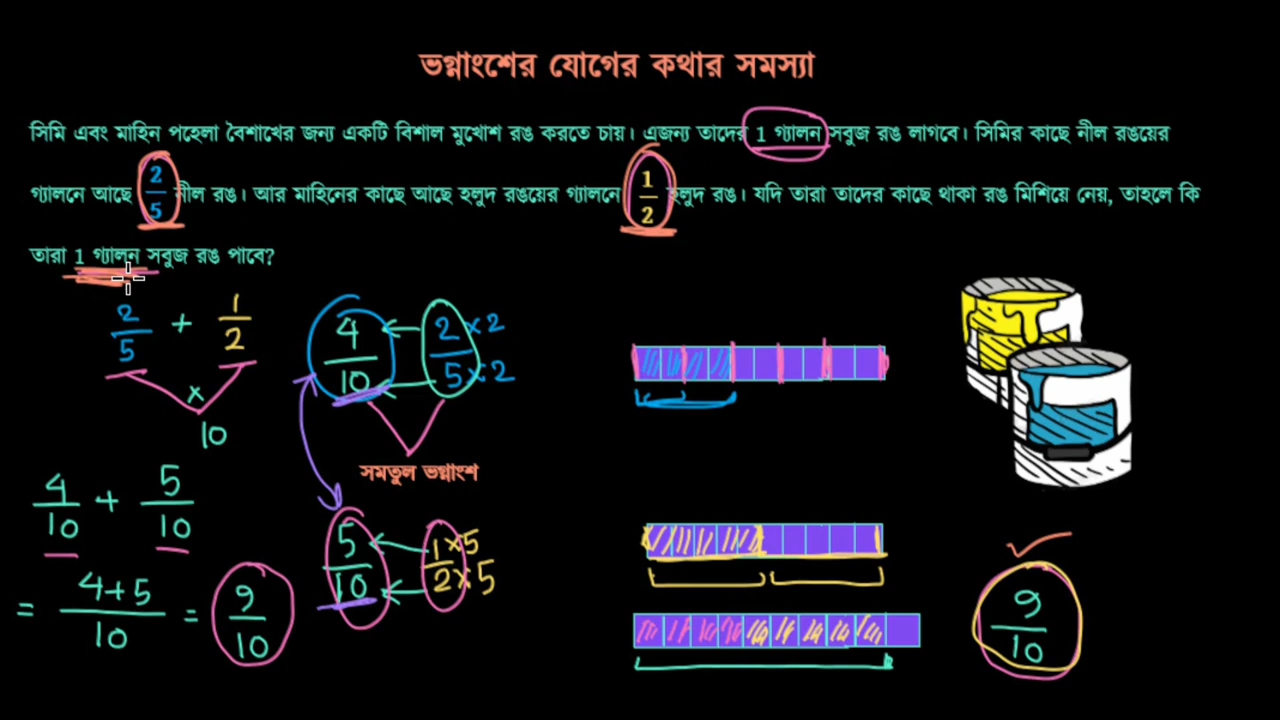 ভগ্নাংশের যোগের কথার সমস্যা
সিমি এবং মাহিন পহেলা বৈশাখের জন্য একটি বিশাল মুখোশ রঙ করতে চায়। এজন্য তাদের 1 গ্যালন সবুজ রঙ লাগবে। সিমির কাছে নীল রঙয়ের
গ্যালনে আছে 2/5 নীল রঙ। আর মাহিনের কাছে আছে হলুদ রঙয়ের গ্যালনে 1/2 হলুদ রঙ। যদি তারা তাদের কাছে থাকা রঙ মিশিয়ে নেয়, তাহলে কি
তারা 1 গ্যালন সবুজ রঙ পাবে?
2/5 + 1/2
×
10
4/10 2×2/5×2
সমতুল ভগ্নাংশ
4/10 + 5/10
5/10 1×5/2×5
= 4+5/10 = 9/10
9/10